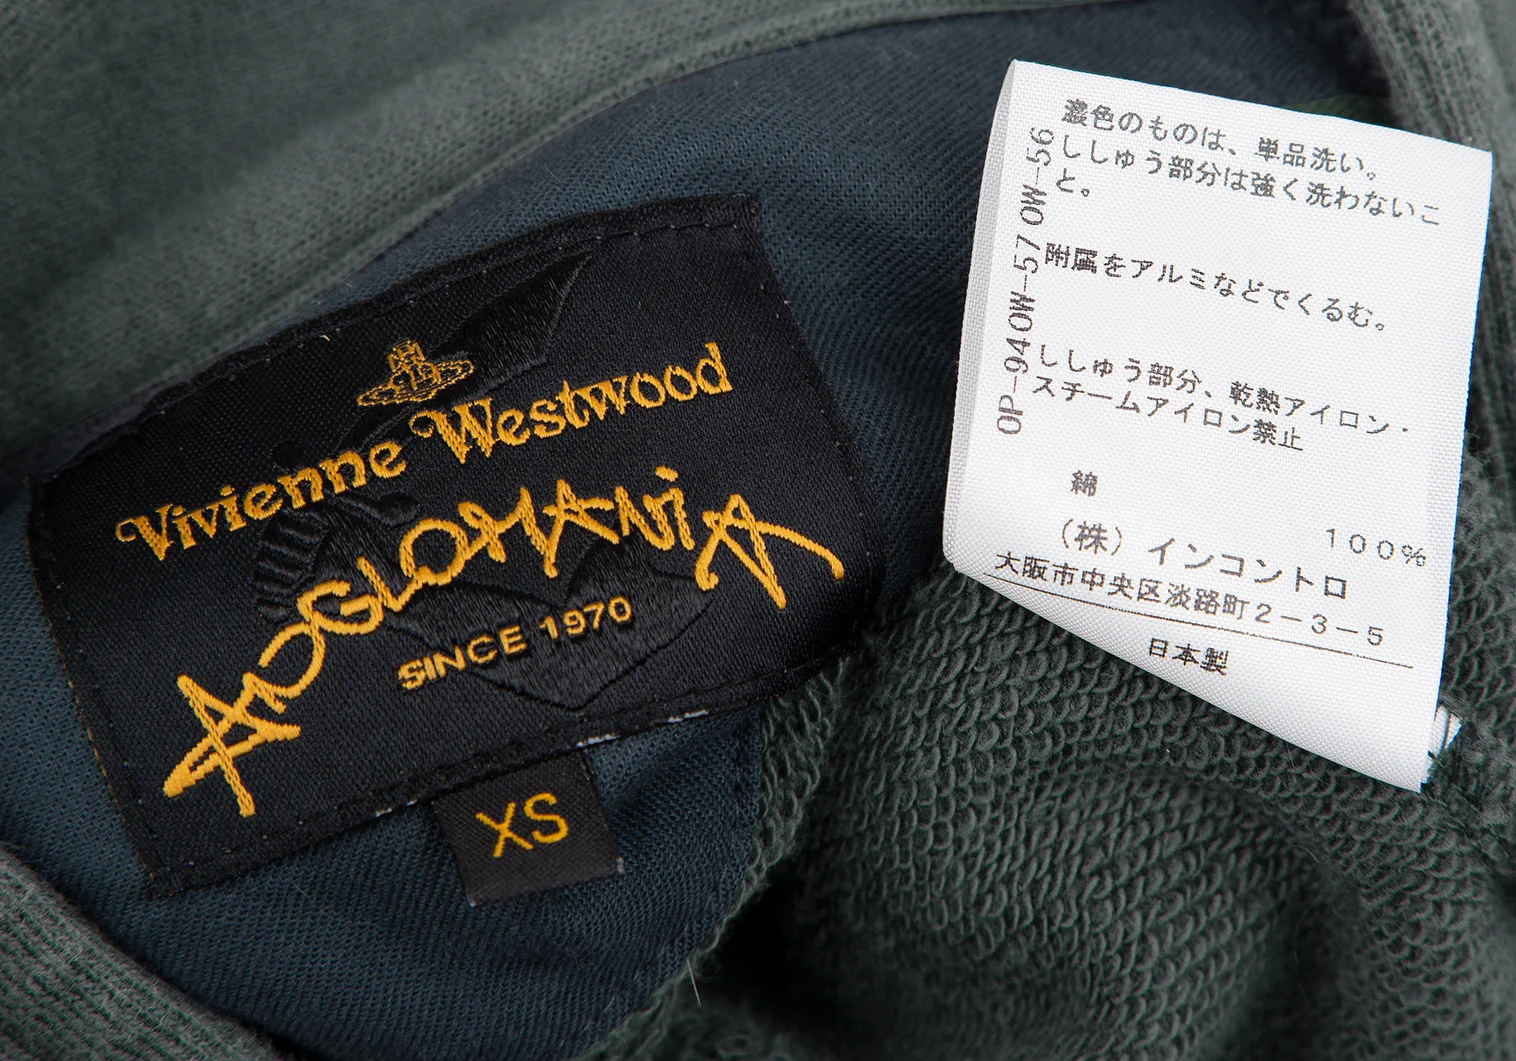 Vivienne Westwood
ANGLOMANiA
SINCE 1970
XS
濃色のものは、単品洗い。
ししゅう部分は強く洗わないこ
と。
附属をアルミなどでくるむ。
ししゅう部分、乾熱アイロン・
スチームアイロン禁止
綿
100%
(株)インコントロ
大阪市中央区淡路町2-3-5
日本製
OP-94OW-57OW-56